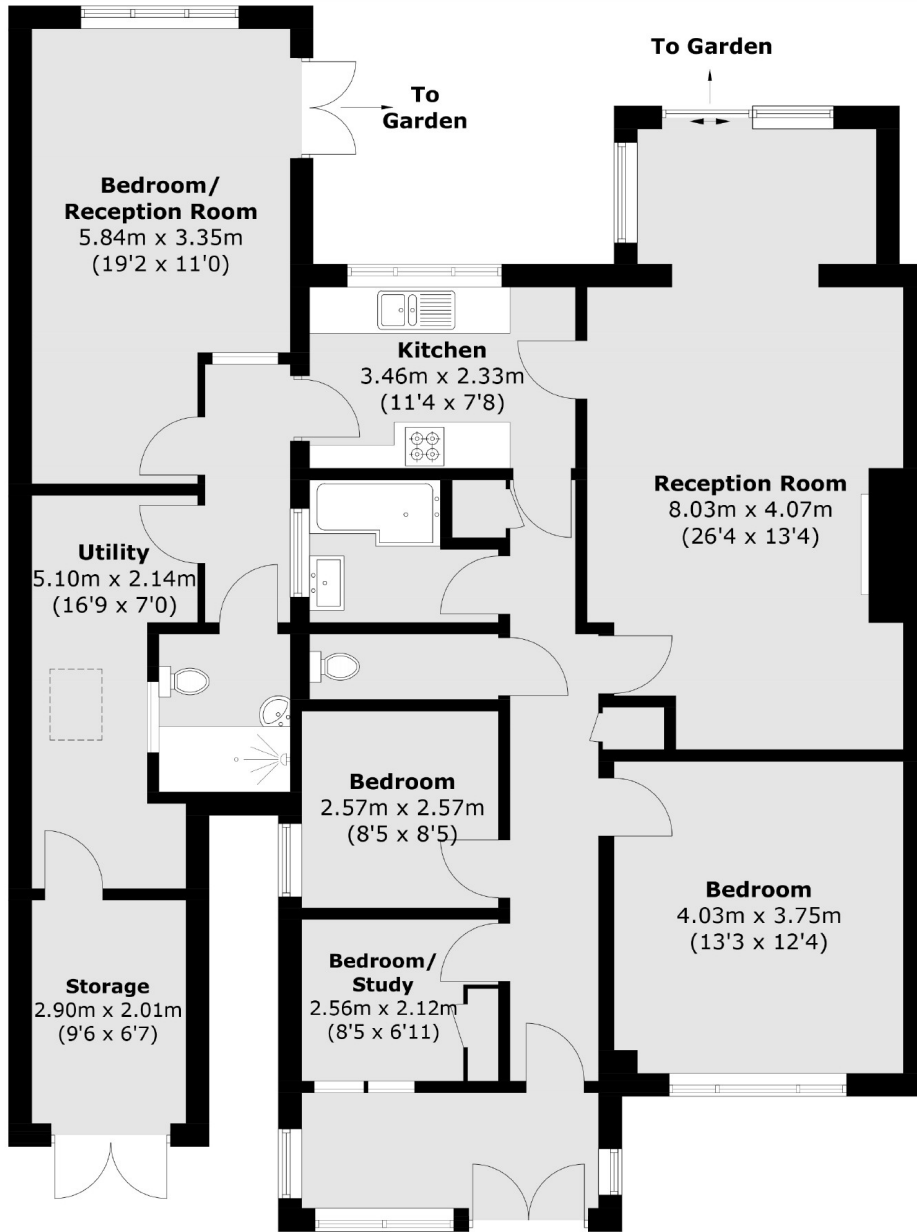 To Garden
To
Garden
Bedroom/
Reception Room
5.84m x 3.35m
(19'2 x 11'0)
Kitchen
3.46m x 2.33m
(11'4 x 7'8)
Reception Room
8.03m x 4.07m
(26'4 x 13'4)
Utility
5.10m x 2.14m
(16'9 x 7'0)
Bedroom
2.57m x 2.57m
(8'5 x 8'5)
Bedroom
4.03m x 3.75m
(13'3 x 12'4)
Bedroom/
Study
2.56m x 2.12m
(8'5 x 6'11)
Storage
2.90m x 2.01m
(9'6 x 6'7)